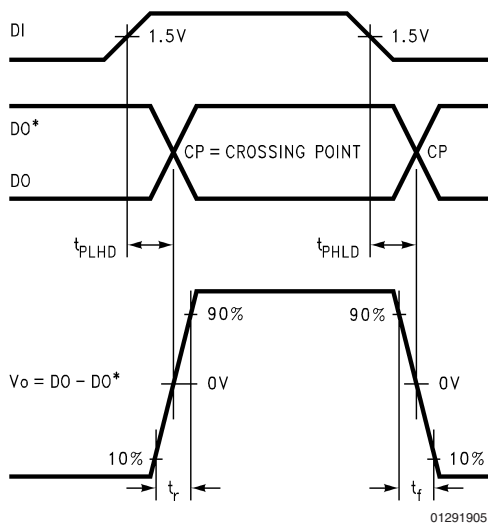 DI
1.5V
1.5V
DO*
CP = CROSSING POINT
CP
DO
tPLHD
tPHLD
90%
90%
Vo = DO - DO*
0V
0V
10%
10%
tr
tf
01291905